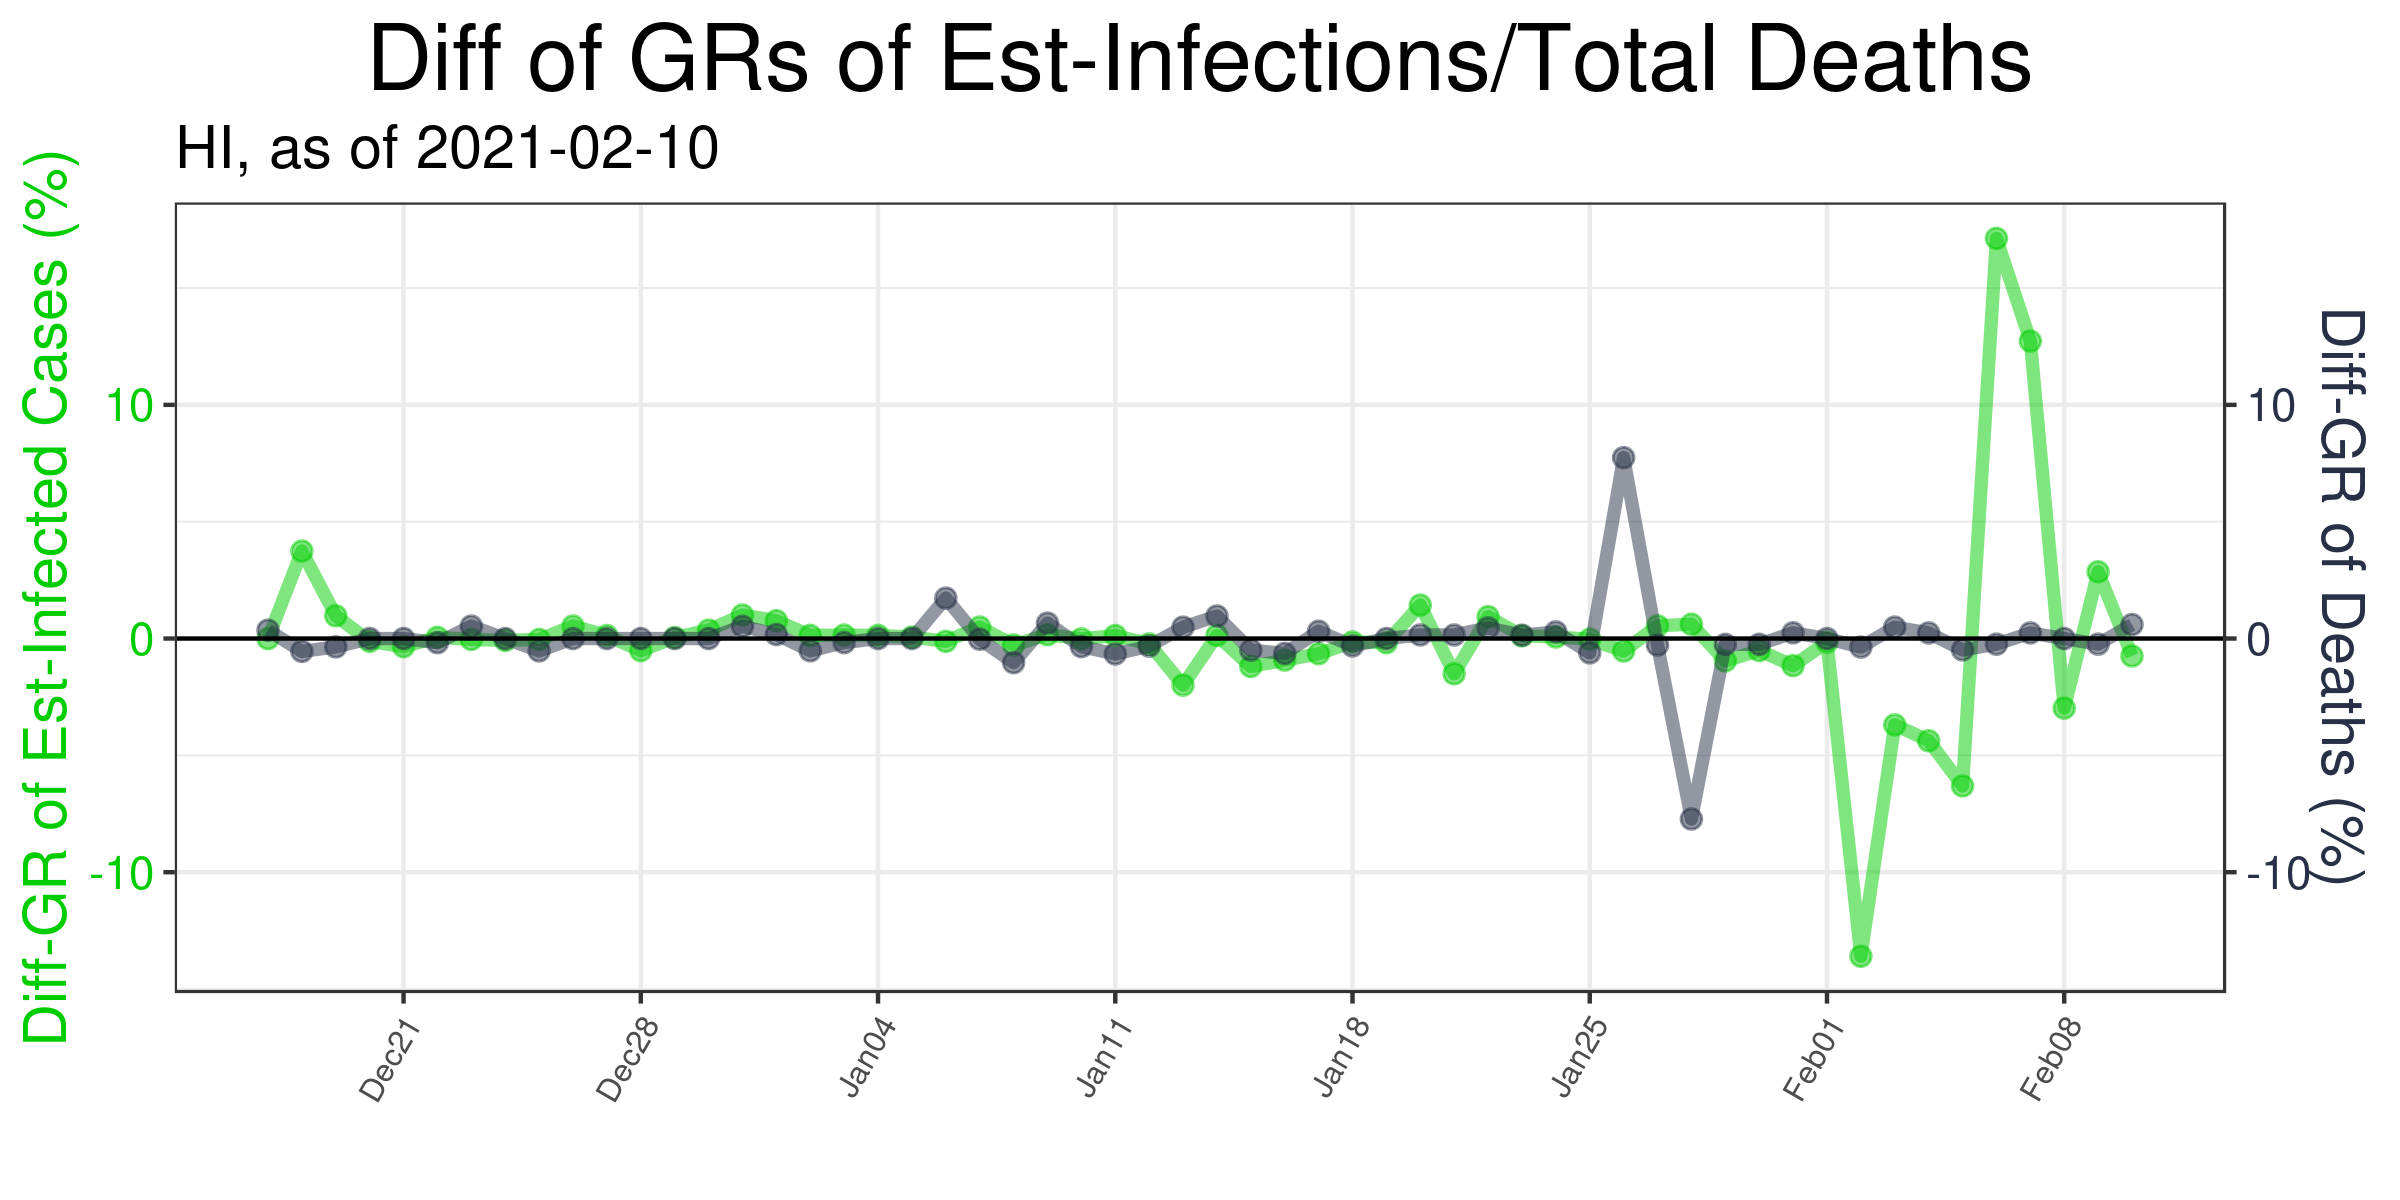 Diff of GRs of Est-Infections/Total Deaths
HI, as of 2021-02-10
Diff-GR of Est-Infected Cases (%)
10
0
-10
10
0
-10
Diff-GR of Deaths (%)
Dec21
Dec28
Jan04
Jan11
Jan18
Jan25
Feb01
Feb08